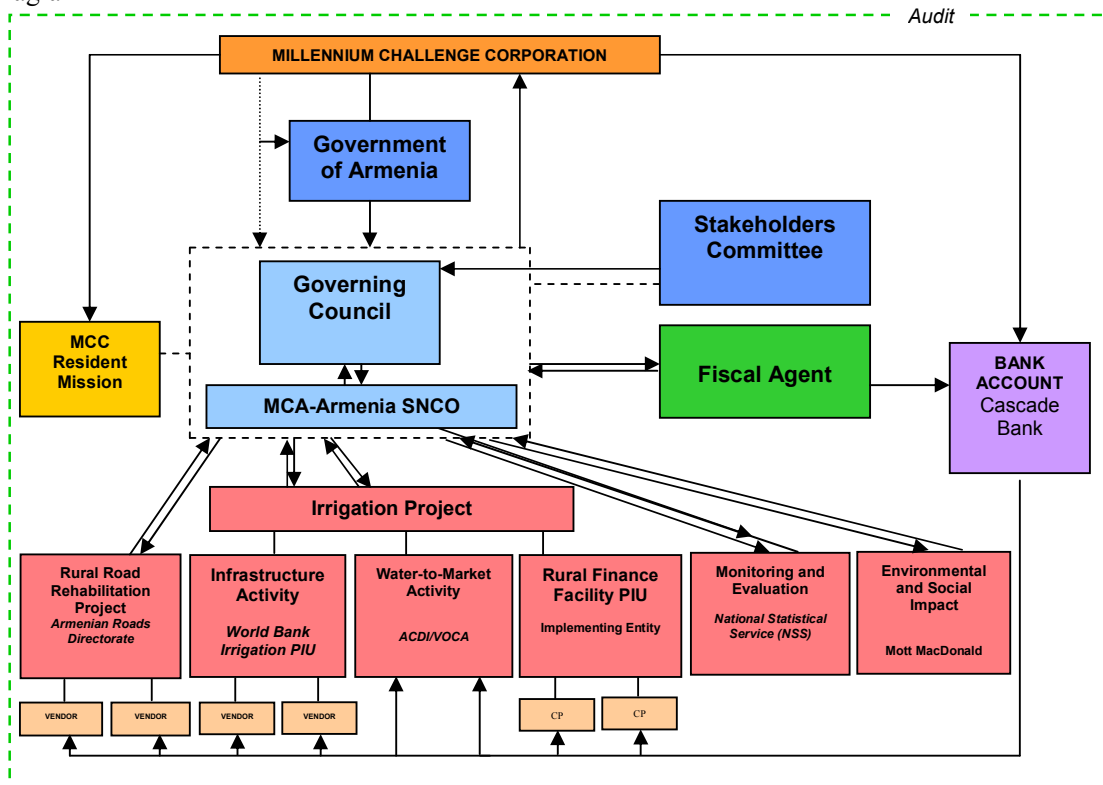 Audit
MILLENNIUM CHALLENGE CORPORATION
Government
of Armenia
Stakeholders
Committee
Governing
Council
MCC
Resident
Mission
Fiscal Agent
BANK
ACCOUNT
Cascade
Bank
MCA-Armenia SNCO
Irrigation Project
Rural Road
Rehabilitation
Project
Armenian Roads
Directorate
Infrastructure
Activity
World Bank
Irrigation PIU
Water-to-Market
Activity
ACDI/VOCA
Rural Finance
Facility PIU
Implementing Entity
Monitoring and
Evaluation
National Statistical
Service (NSS)
Environmental
and Social
Impact
Mott MacDonald
VENDOR
VENDOR
VENDOR
VENDOR
CP
CP